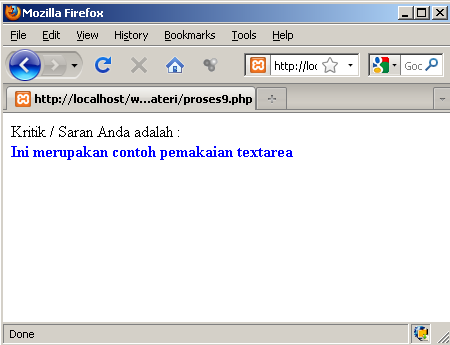 Mozilla Firefox
File Edit View History Bookmarks Tools Help
http://loc Goc
http://localhost/w...ateri/proses9.php
Kritik / Saran Anda adalah :
Ini merupakan contoh pemakaian textarea
Done